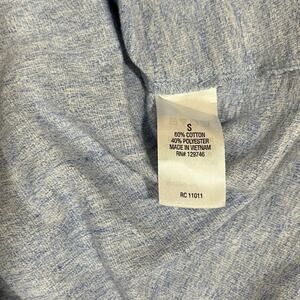 S
60% COTTON
40% POLYESTER
MADE IN VIETNAM
RN# 129746
RC 11011